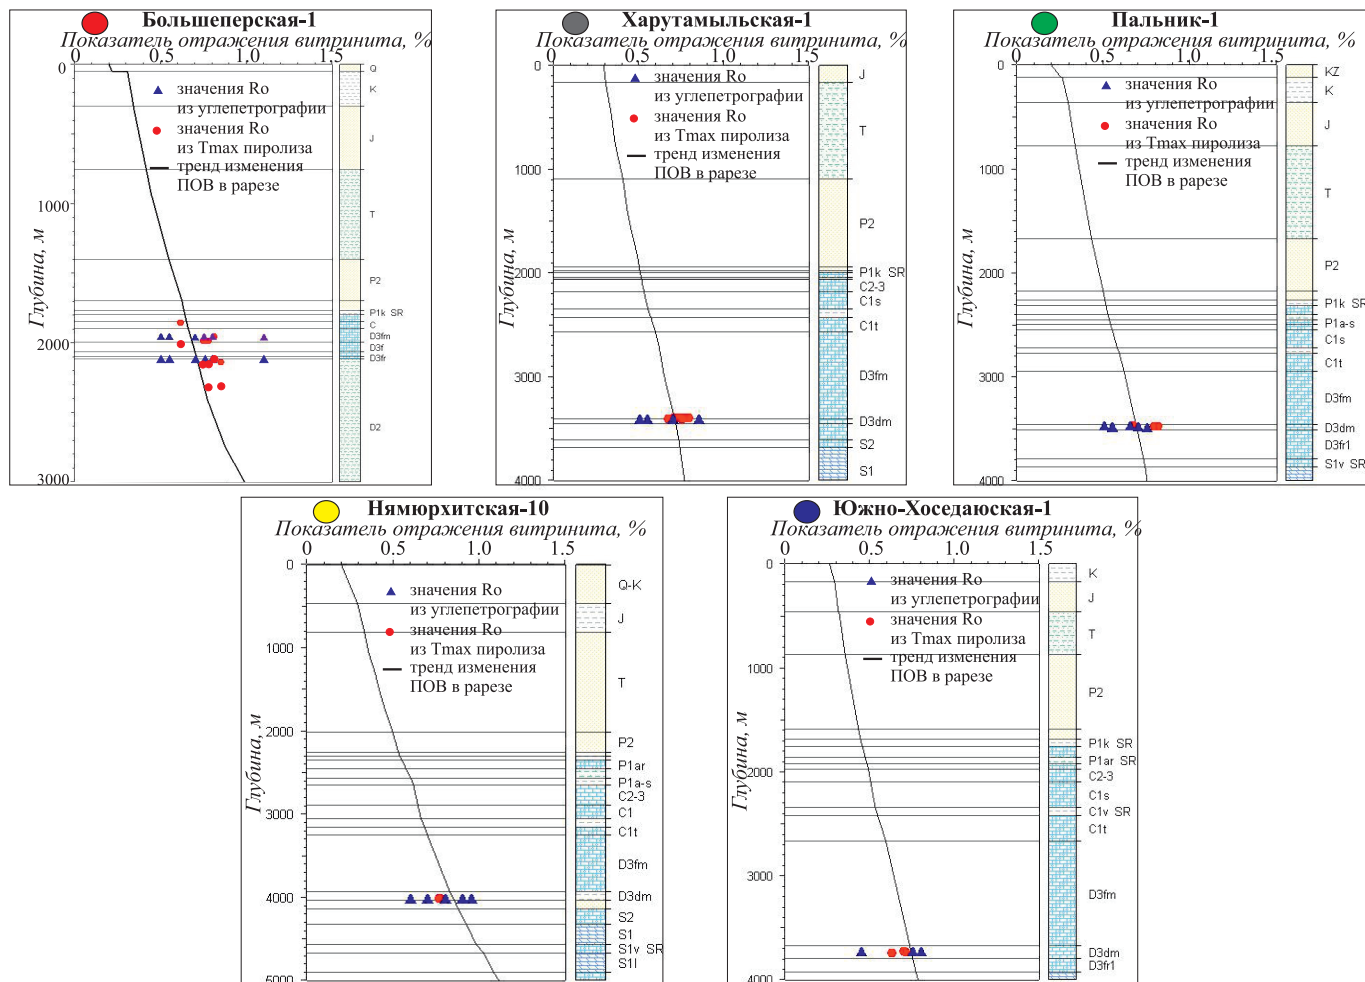 Большеперская-1
Показатель отражения витринита, %
0 0.5 1.0 1.5
0
1000
2000
3000
Глубина, м
значения Ro
из углепетрографии
значения Ro
из Tmax пиролиза
тренд изменения
ПОВ в рарезе
Q
K
J
T
P2
P1k SR
C
D3fm
D3f
D3fr
D2
Харутамыльская-1
Показатель отражения витринита, %
0 0.5 1.0 1.5
0
1000
2000
3000
4000
Глубина, м
значения Ro
из углепетрографии
значения Ro
из Tmax пиролиза
тренд изменения
ПОВ в рарезе
J
T
P2
P1k SR
C2-3
C1s
C1t
D3fm
D3dm
S2
S1
Пальник-1
Показатель отражения витринита, %
0 0.5 1.0 1.5
0
1000
2000
3000
4000
Глубина, м
значения Ro
из углепетрографии
значения Ro
из Tmax пиролиза
тренд изменения
ПОВ в рарезе
KZ
K
J
T
P2
P1k SR
P1a-s
C1s
C1t
D3fm
D3dm
D3fr1
S1v SR
Нямюрхитская-10
Показатель отражения витринита, %
0 0.5 1.0 1.5
0
1000
2000
3000
4000
5000
Глубина, м
значения Ro
из углепетрографии
значения Ro
из Tmax пиролиза
тренд изменения
ПОВ в рарезе
Q-K
J
T
P2
P1ar
P1a-s
C2-3
C1
C1t
D3fm
D3dm
S2
S1
S1v SR
S1l
Южно-Хоседаюская-1
Показатель отражения витринита, %
0 0.5 1.0 1.5
0
1000
2000
3000
4000
Глубина, м
значения Ro
из углепетрографии
значения Ro
из Tmax пиролиза
тренд изменения
ПОВ в рарезе
K
J
T
P2
P1k SR
P1ar SR
C2-3
C1s
C1v SR
C1t
D3fm
D3dm
D3fr1